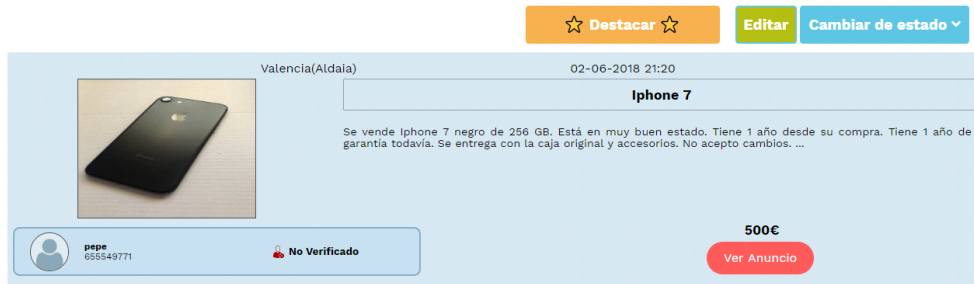 Destacar
Editar
Cambiar de estado
Valencia(Aldaia)
02-06-2018 21:20
Iphone 7
Se vende Iphone 7 negro de 256 GB. Está en muy buen estado. Tiene 1 año desde su compra. Tiene 1 año de
garantía todavía. Se entrega con la caja original y accesorios. No acepto cambios. ...
pepe
655549771
No Verificado
500€
Ver Anuncio